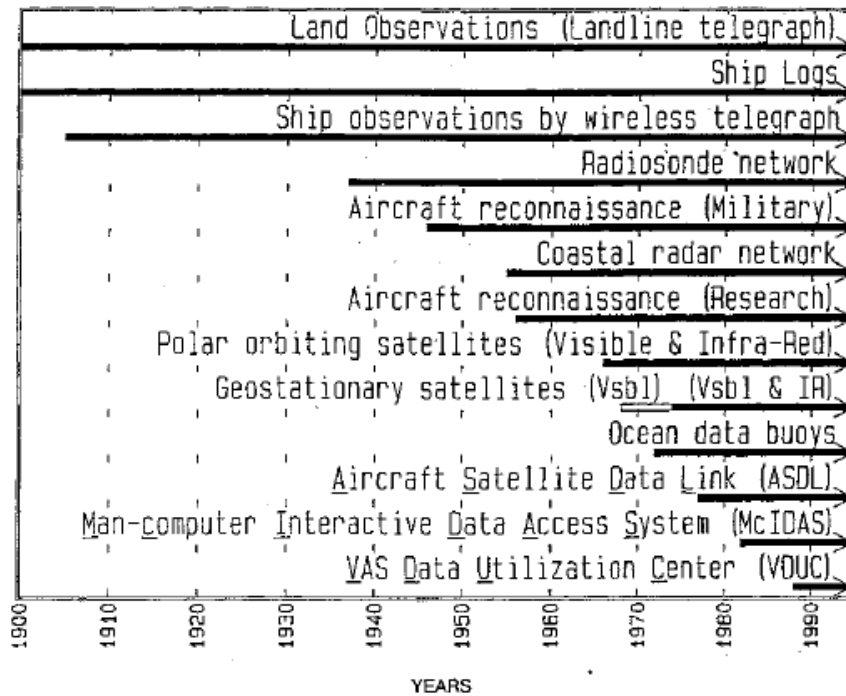 Land Observations (Landline telegraph)
Ship Logs
Ship observations by wireless telegraph
Radiosonde network
Aircraft reconnaissance (Military)
Coastal radar network
Aircraft reconnaissance (Research)
Polar orbiting satellites (Visible & Infra-Red)
Geostationary satellites (Vsbl) (Vsbl & IR)
Ocean data buoys
Aircraft Satellite Data Link (ASDL)
Man-computer Interactive Data Access System (McIDAS)
VAS Data Utilization Center (VDUC)
1900 1910 1920 1930 1940 1950 1960 1970 1980 1990
YEARS